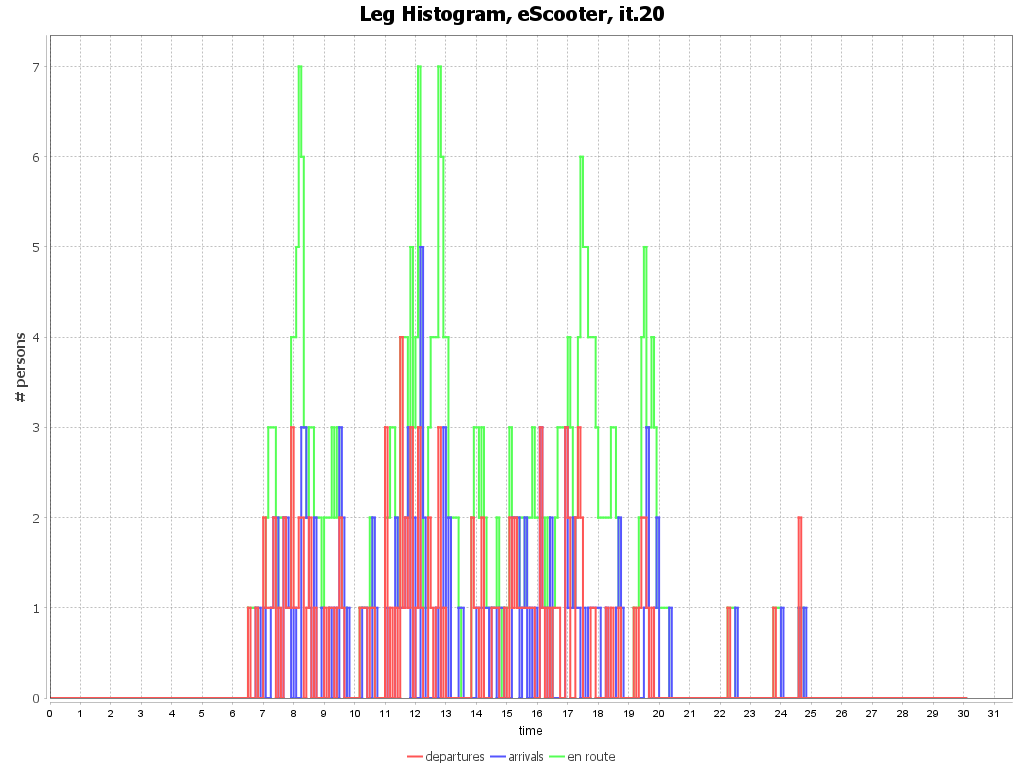 Leg Histogram, eScooter, it.20
# persons
7
6
5
4
3
2
1
0
0 1 2 3 4 5 6 7 8 9 10 11 12 13 14 15 16 17 18 19 20 21 22 23 24 25 26 27 28 29 30 31
time
departures arrivals en route